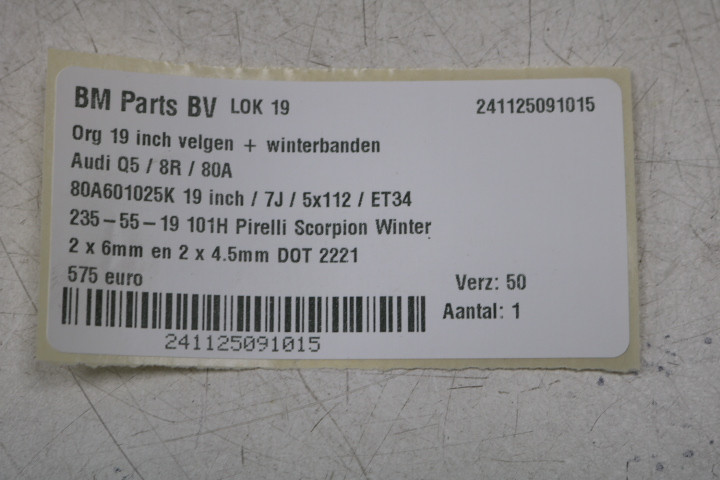 BM Parts BV LOK 19 241125091015
Org 19 inch velgen + winterbanden
Audi Q5 / 8R / 80A
80A601025K 19 inch / 7J / 5x112 / ET34
235-55-19 101H Pirelli Scorpion Winter
2 x 6mm en 2 x 4.5mm DOT 2221
575 euro Verz: 50
Aantal: 1
241125091015